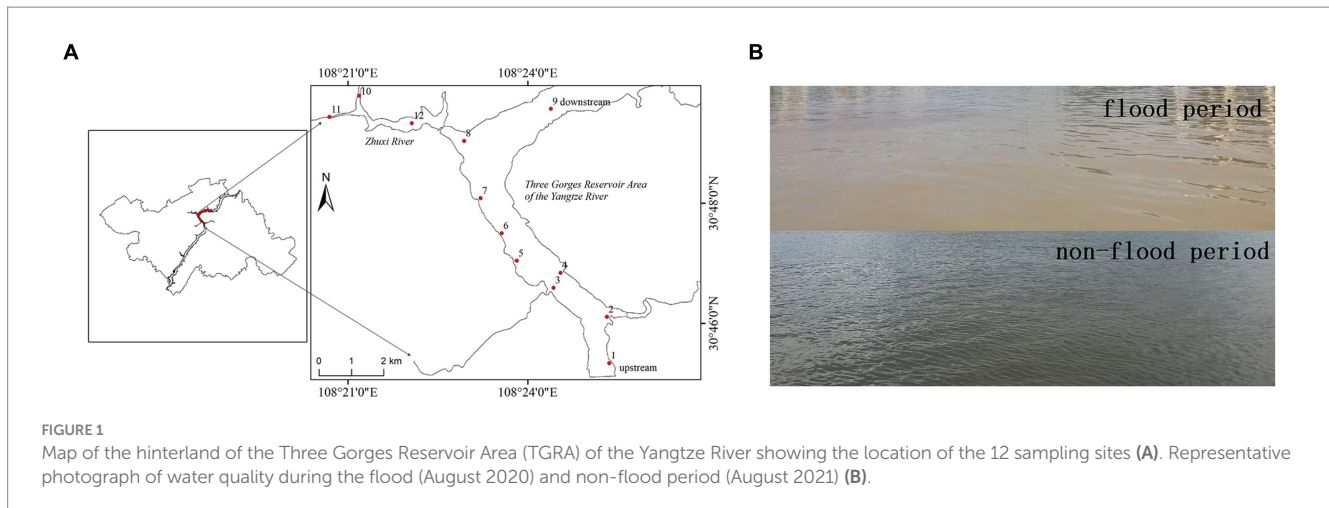 A
B
108°21'0"E
108°24'0"E
10
11
9 downstream
12
8
Zhuxi River
Three Gorges Reservoir Area
of the Yangtze River
N
7
30°48'0"N
6
5
4
3
2
30°46'0"N
0 1 2 km
1
upstream
108°21'0"E
108°24'0"E
flood period
non-flood period
FIGURE 1
Map of the hinterland of the Three Gorges Reservoir Area (TGRA) of the Yangtze River showing the location of the 12 sampling sites (A). Representative
photograph of water quality during the flood (August 2020) and non-flood period (August 2021) (B).